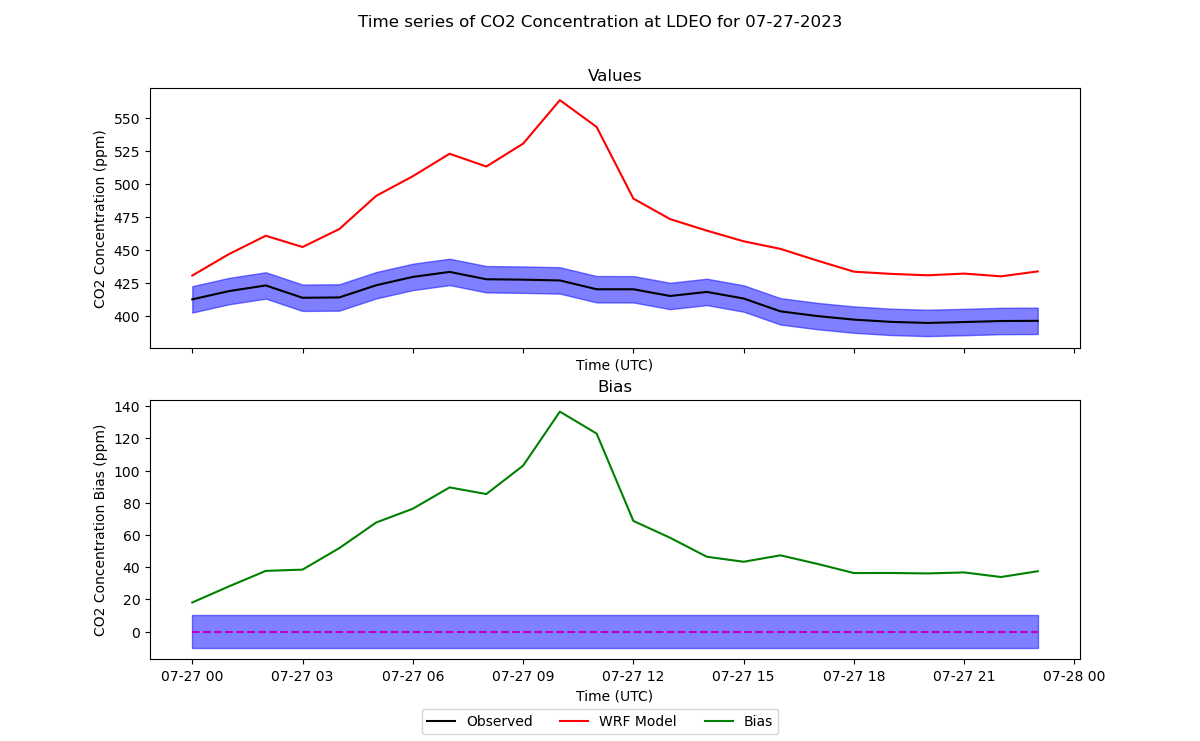 Time series of CO2 Concentration at LDEO for 07-27-2023
Values
CO2 Concentration (ppm)
550
525
500
475
450
425
400
Time (UTC)
Bias
CO2 Concentration Bias (ppm)
140
120
100
80
60
40
20
0
07-27 00 07-27 03 07-27 06 07-27 09 07-27 12 07-27 15 07-27 18 07-27 21 07-28 00
Time (UTC)
Observed WRF Model Bias